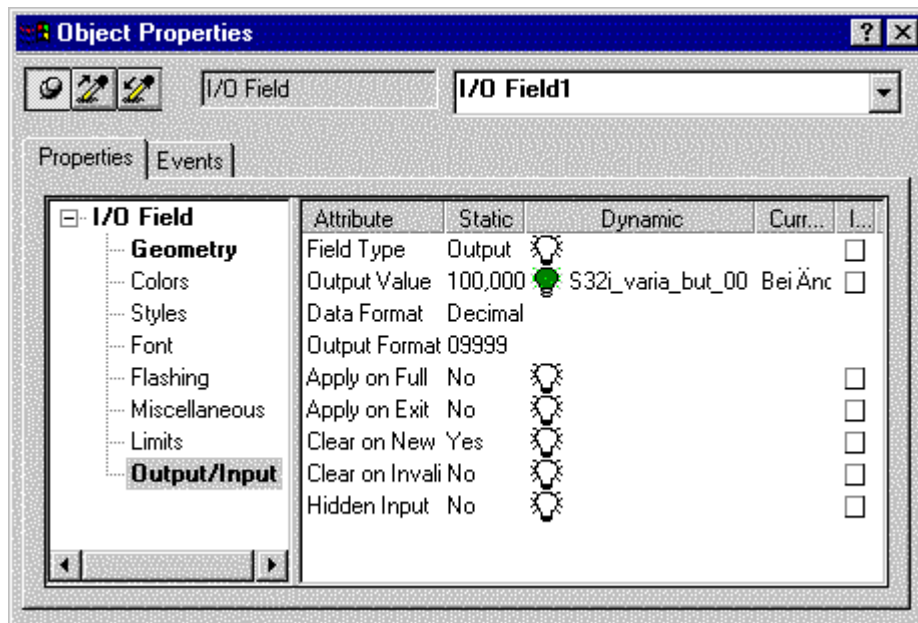 Object Properties
I/O Field I/O Field1
Properties Events
I/O Field
Geometry
Colors
Styles
Font
Flashing
Miscellaneous
Limits
Output/Input
Attribute Static Dynamic Curr... I...
Field Type Output
Output Value 100,000 S32i_varia_but_00 Bei Änd
Data Format Decimal
Output Format 09999
Apply on Full No
Apply on Exit No
Clear on New Yes
Clear on Invali No
Hidden Input No